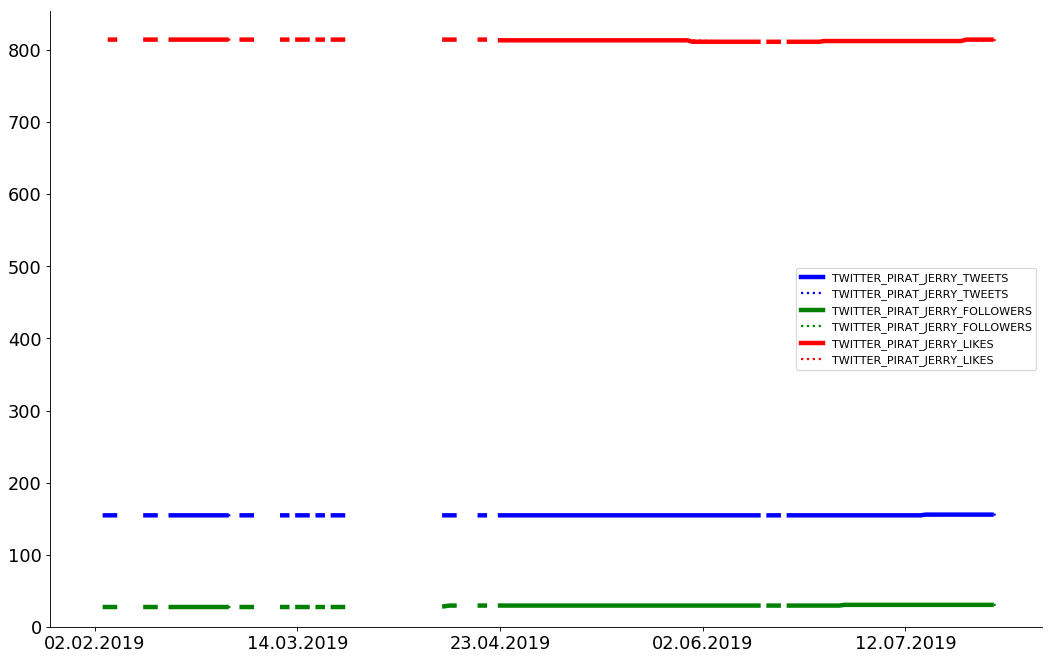 800
700
600
500
400
300
200
100
0
02.02.2019 14.03.2019 23.04.2019 02.06.2019 12.07.2019
TWITTER_PIRAT_JERRY_TWEETS
TWITTER_PIRAT_JERRY_TWEETS
TWITTER_PIRAT_JERRY_FOLLOWERS
TWITTER_PIRAT_JERRY_FOLLOWERS
TWITTER_PIRAT_JERRY_LIKES
TWITTER_PIRAT_JERRY_LIKES